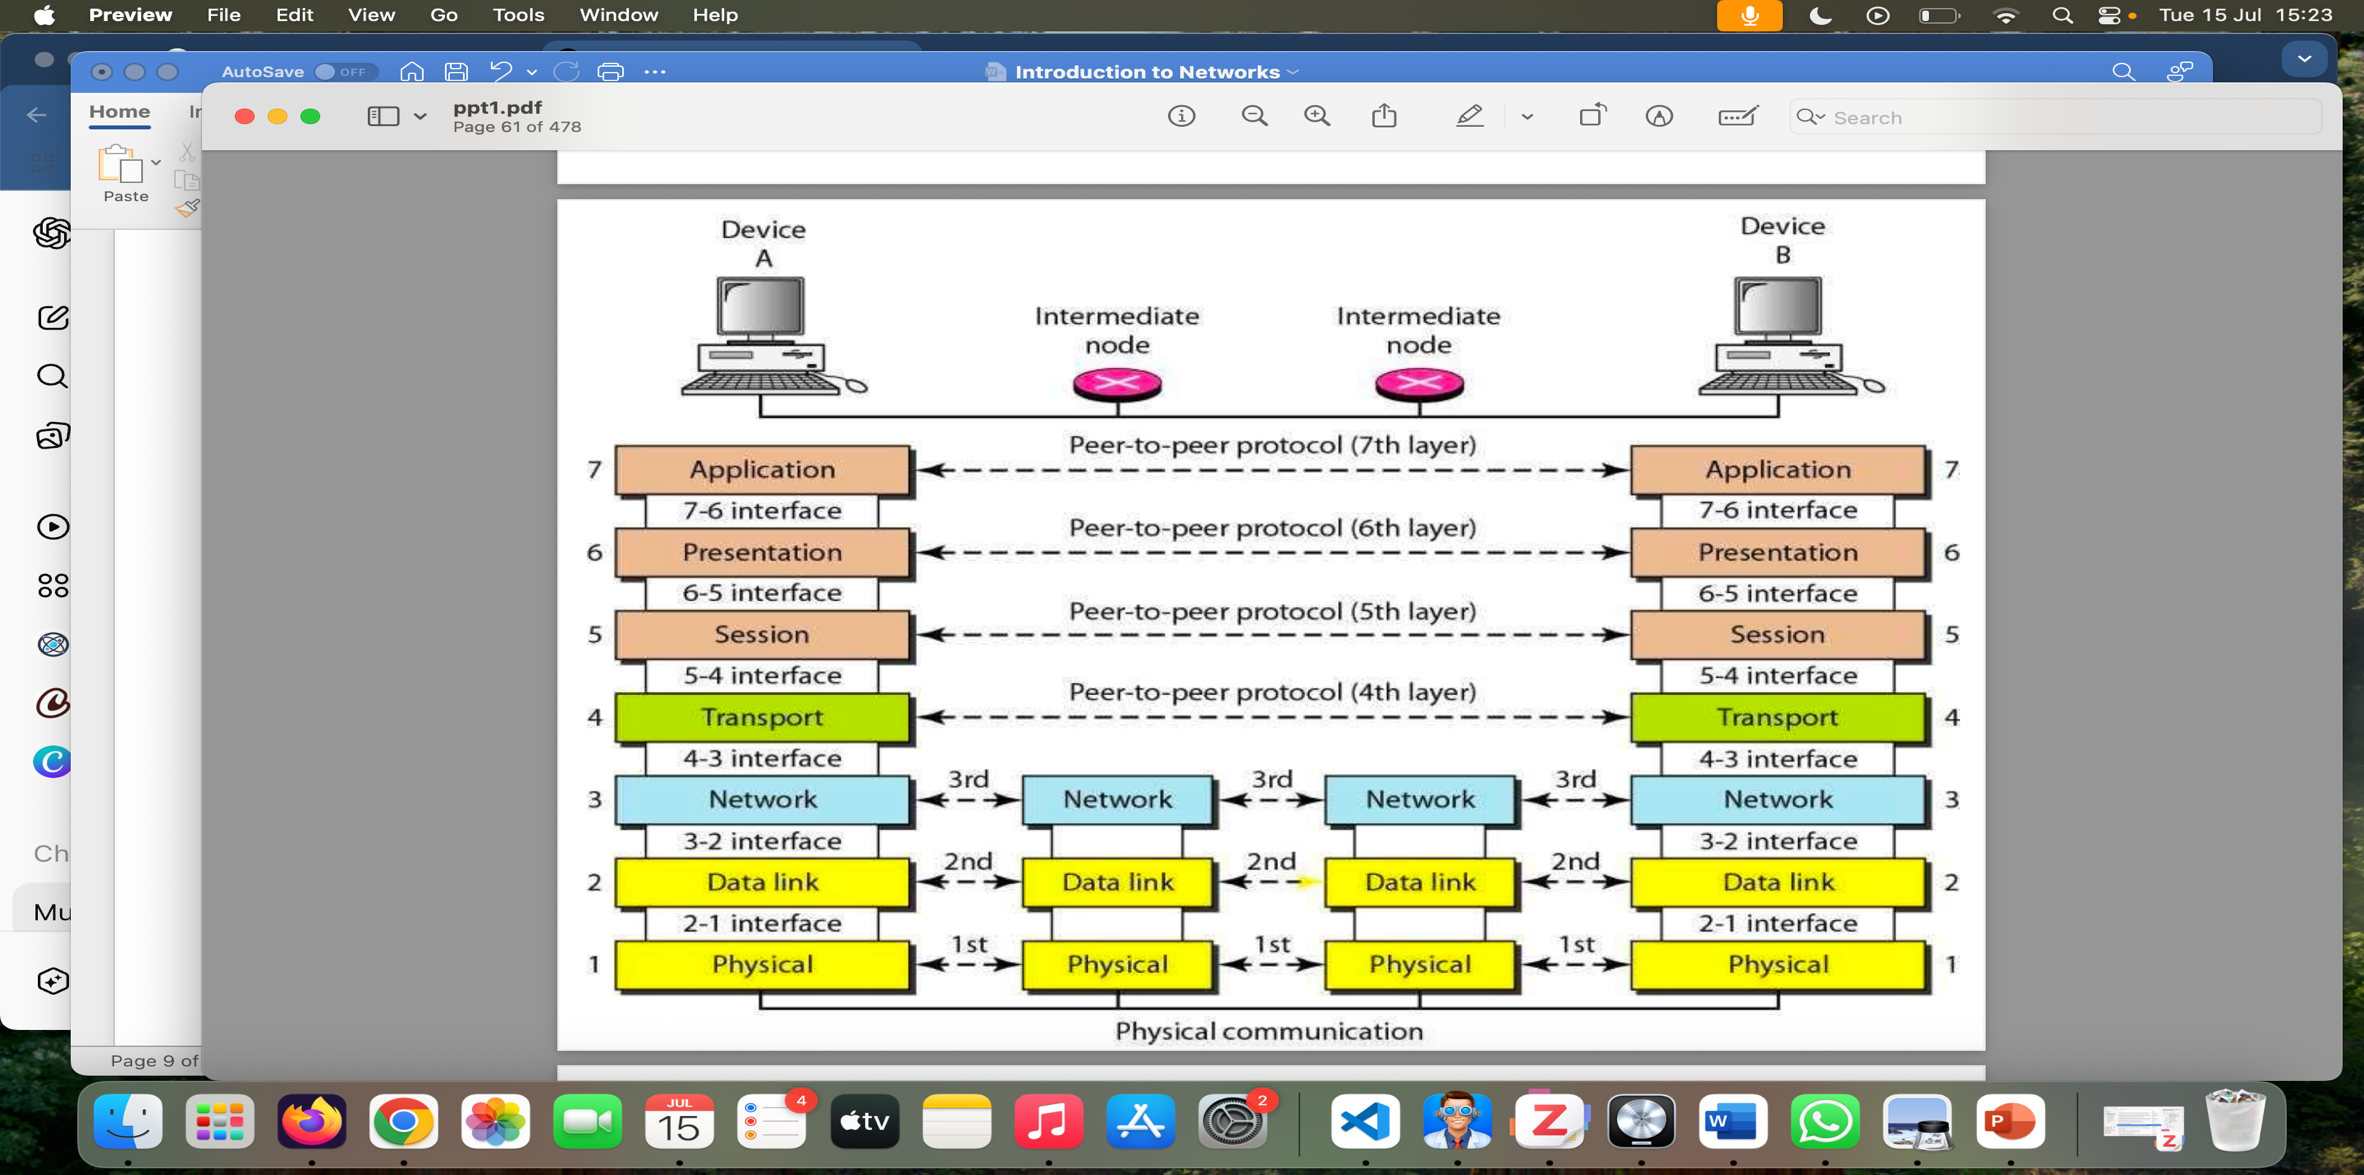 Preview File Edit View Go Tools Window Help Tue 15 Jul 15:23
AutoSave OFF Introduction to Networks
Home
Paste
ppt1.pdf
Page 61 of 478
Search
Device
A
Device
B
Intermediate
node
Intermediate
node
Peer-to-peer protocol (7th layer)
7 Application Application 7
7-6 interface 7-6 interface
Peer-to-peer protocol (6th layer)
6 Presentation Presentation 6
6-5 interface 6-5 interface
Peer-to-peer protocol (5th layer)
5 Session Session 5
5-4 interface 5-4 interface
Peer-to-peer protocol (4th layer)
4 Transport Transport 4
4-3 interface 4-3 interface
3rd 3rd 3rd
3 Network Network Network Network 3
3-2 interface 3-2 interface
2nd 2nd 2nd
2 Data link Data link Data link Data link 2
2-1 interface 2-1 interface
1st 1st 1st
1 Physical Physical Physical Physical 1
Physical communication
Ch
Mu
Page 9 of
JUL
15
4
tv
2
Z
W
P
Z